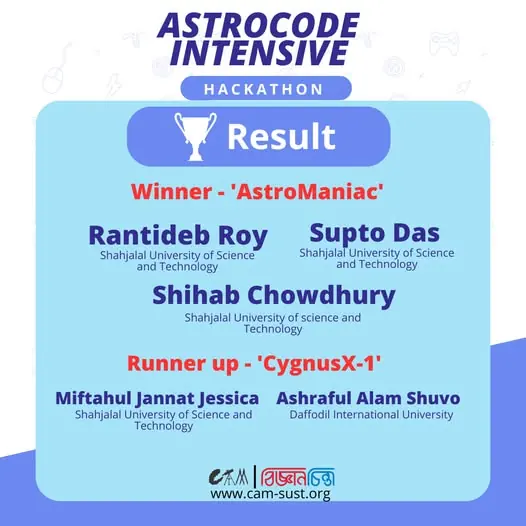 ASTROCODE
INTENSIVE
HACKATHON
Result
Winner - 'AstroManiac'
Rantideb Roy
Shahjalal University of Science
and Technology
Supto Das
Shahjalal University of Science
and Technology
Shihab Chowdhury
Shahjalal University of science and
Technology
Runner up - 'CygnusX-1'
Miftahul Jannat Jessica
Shahjalal University of Science and
Technology
Ashraful Alam Shuvo
Daffodil International University
CAM | বিজ্ঞানচিন্তা
www.cam-sust.org